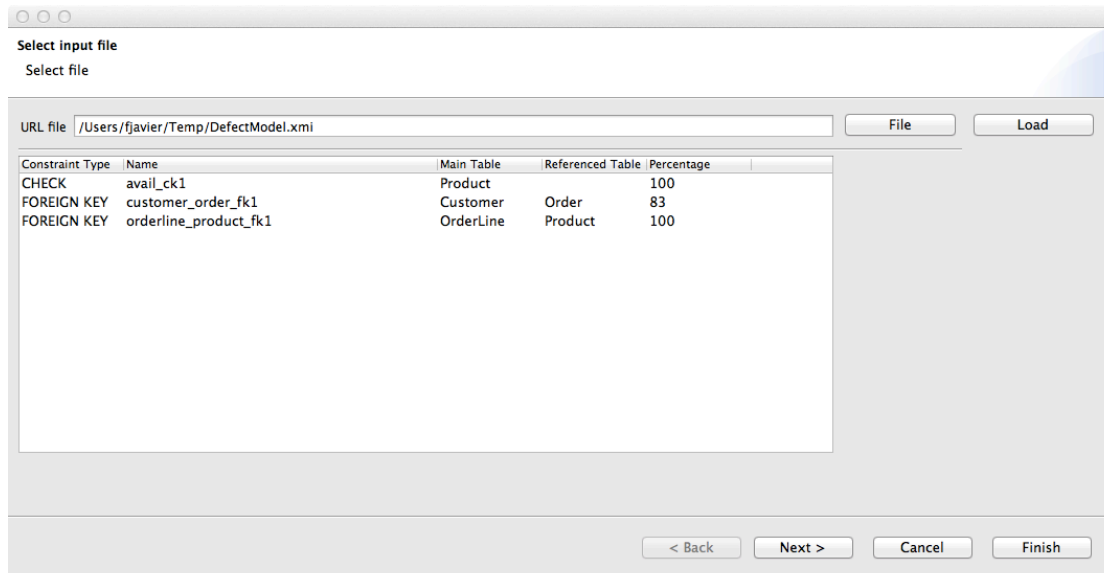 Select input file
Select file
URL file /Users/fjavier/Temp/DefectModel.xmi File Load
Constraint Type Name Main Table Referenced Table Percentage
CHECK avail_ck1 Product 100
FOREIGN KEY customer_order_fk1 Customer Order 83
FOREIGN KEY orderline_product_fk1 OrderLine Product 100
< Back Next > Cancel Finish